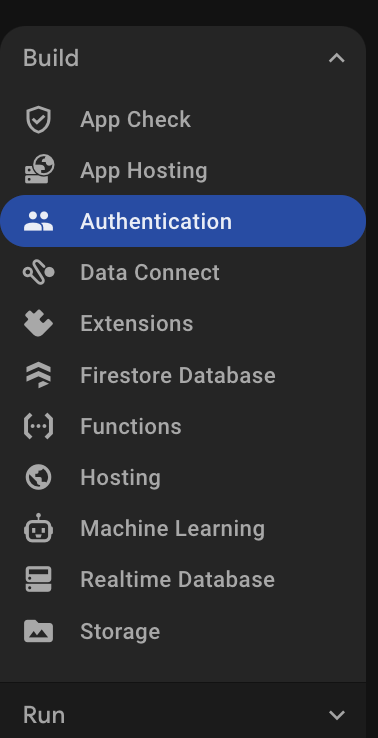 Build
App Check
App Hosting
Authentication
Data Connect
Extensions
Firestore Database
Functions
Hosting
Machine Learning
Realtime Database
Storage
Run